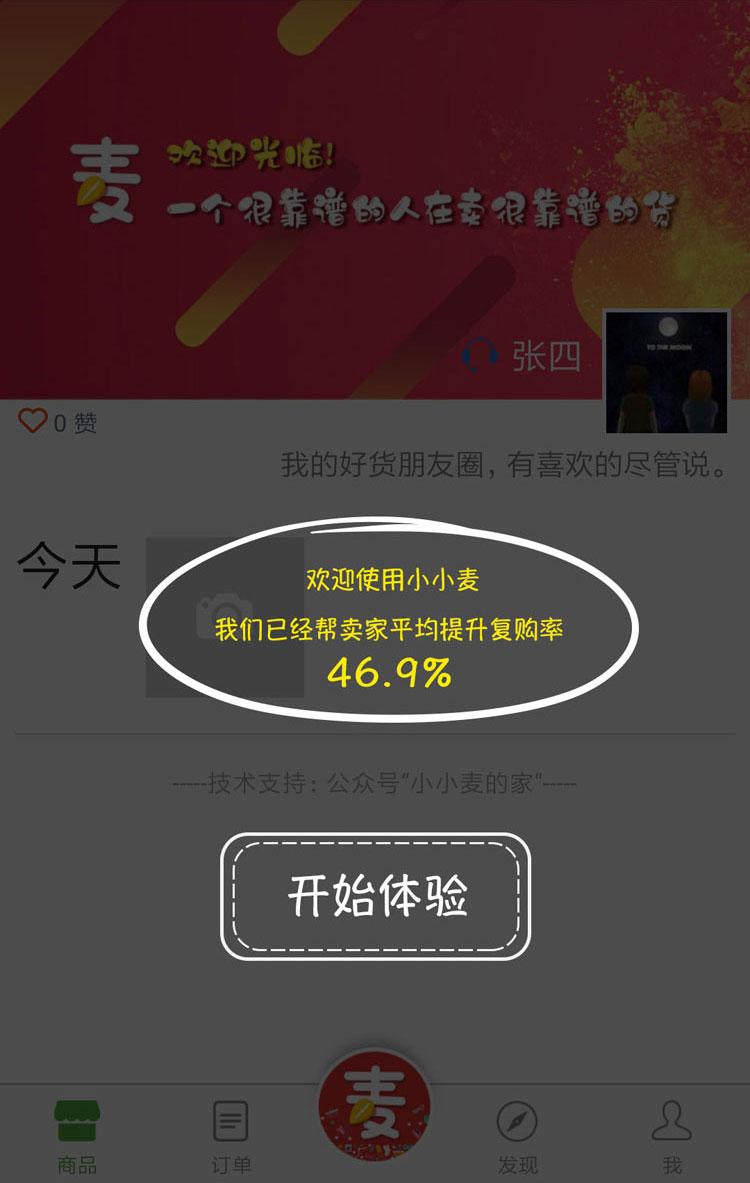 麦
欢迎光临!
一个很靠谱的人在卖很靠谱的货
TO THE MOON
张四
0 赞
我的好货朋友圈，有喜欢的尽管说。
今天
欢迎使用小小麦
我们已经帮卖家平均提升复购率
46.9%
-----技术支持：公众号"小小麦的家"-----
开始体验
麦
商品
订单
发现
我